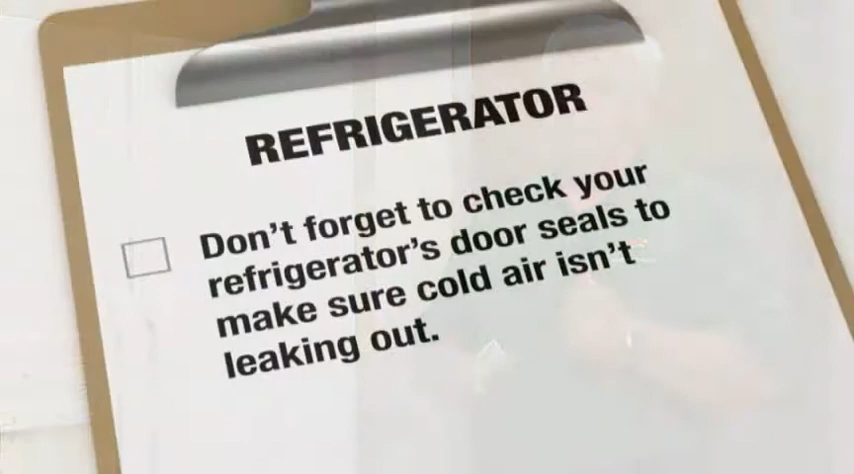 REFRIGERATOR
Don't forget to check your
refrigerator's door seals to
make sure cold air isn't
leaking out.